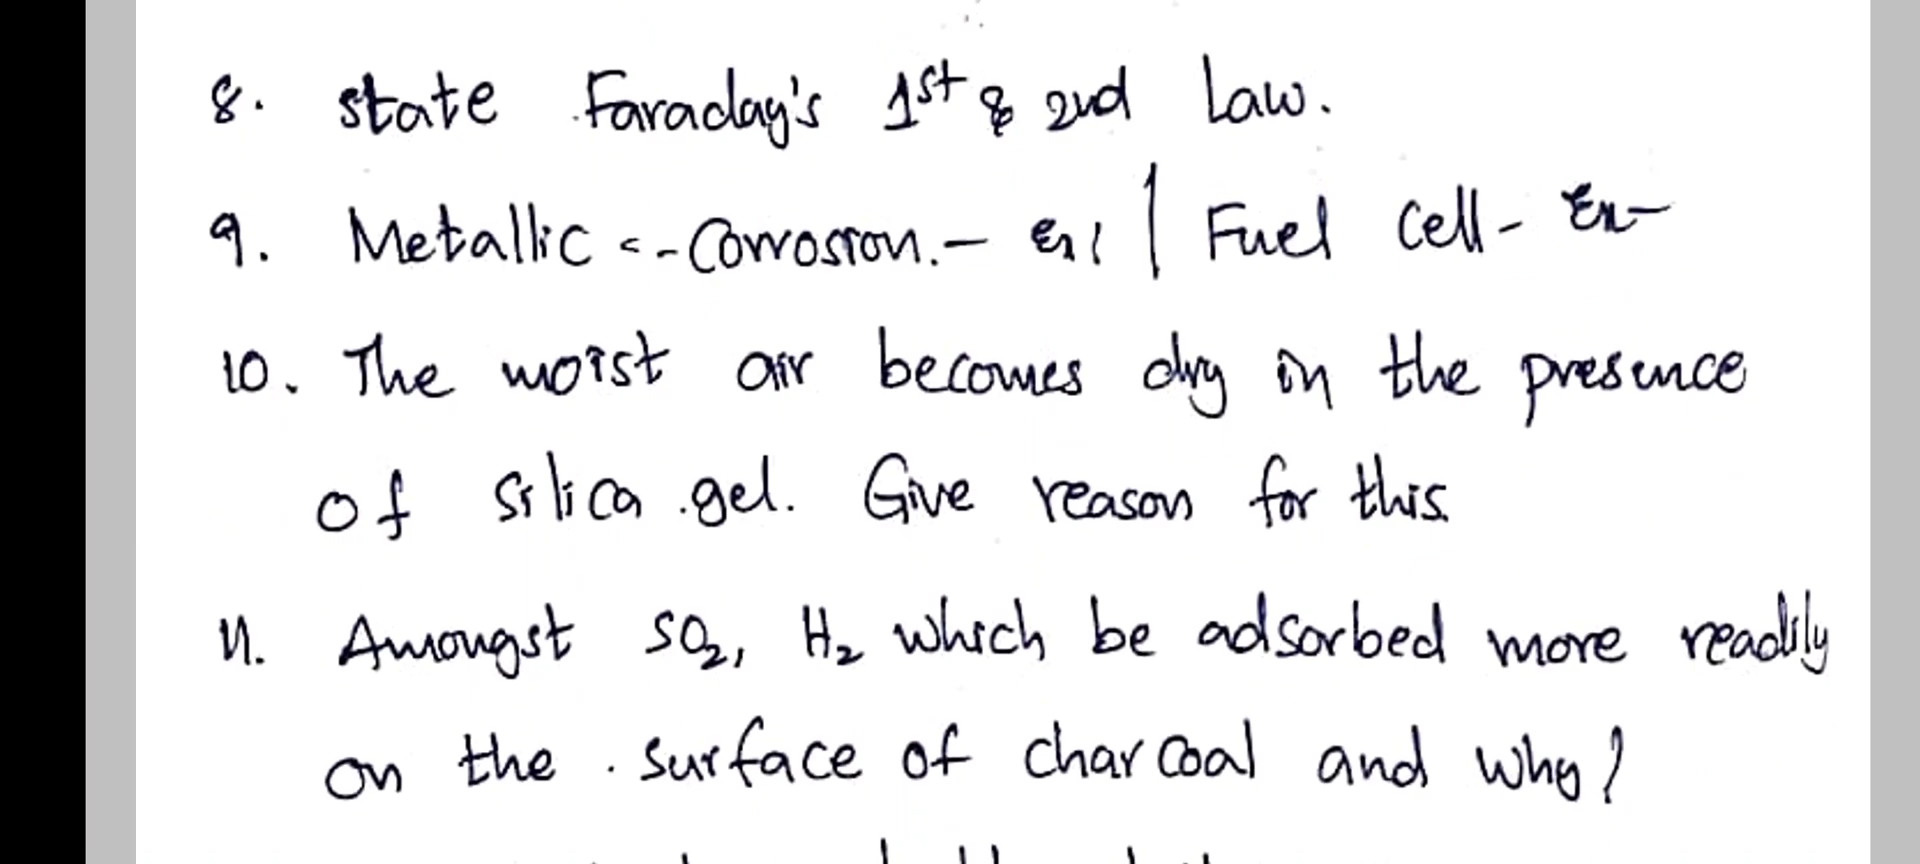 8. state Faraday's 1st & 2nd Law.
9. Metallic - Corrosion. - Ex: | Fuel Cell - Ex -
10. The moist air becomes dry in the presence
of silica gel. Give reason for this.
11. Amongst SO2, H2 which be adsorbed more readily
on the surface of charcoal and why?